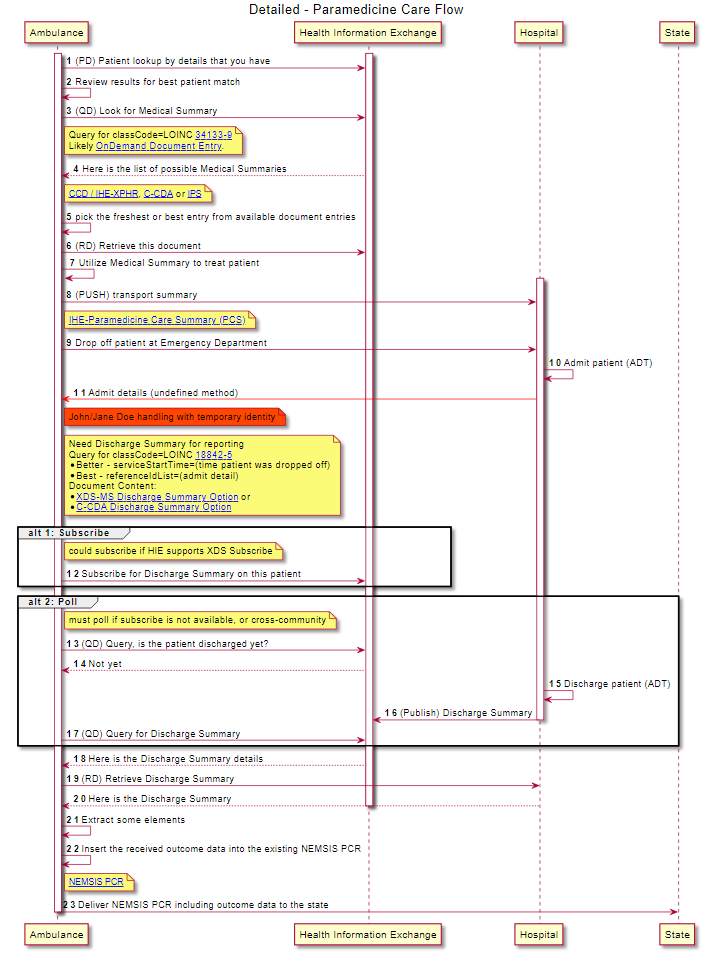 Detailed - Paramedicine Care Flow
Ambulance
Health Information Exchange
Hospital
State
1 (PD) Patient lookup by details that you have
2 Review results for best patient match
3 (QD) Look for Medical Summary
Query for classCode=LOINC 34133-9
Likely OnDemand Document Entry.
4 Here is the list of possible Medical Summaries
CCD / IHE-XPHR, C-CDA or IPS
5 pick the freshest or best entry from available document entries
6 (RD) Retrieve this document
7 Utilize Medical Summary to treat patient
8 (PUSH) transport summary
IHE-Paramedicine Care Summary (PCS)
9 Drop off patient at Emergency Department
10 Admit patient (ADT)
11 Admit details (undefined method)
John/Jane Doe handling with temporary identity
Need Discharge Summary for reporting
Query for classCode=LOINC 18842-5
• Better - serviceStartTime=(time patient was dropped off)
• Best - referenceIdList=(admit detail)
Document Content:
• XDS-MS Discharge Summary Option or
• C-CDA Discharge Summary Option
alt 1: Subscribe
could subscribe if HIE supports XDS Subscribe
12 Subscribe for Discharge Summary on this patient
alt 2: Poll
must poll if subscribe is not available, or cross-community
13 (QD) Query, is the patient discharged yet?
14 Not yet
15 Discharge patient (ADT)
16 (Publish) Discharge Summary
17 (QD) Query for Discharge Summary
18 Here is the Discharge Summary details
19 (RD) Retrieve Discharge Summary
20 Here is the Discharge Summary
21 Extract some elements
22 Insert the received outcome data into the existing NEMSIS PCR
NEMSIS PCR
23 Deliver NEMSIS PCR including outcome data to the state
Ambulance
Health Information Exchange
Hospital
State